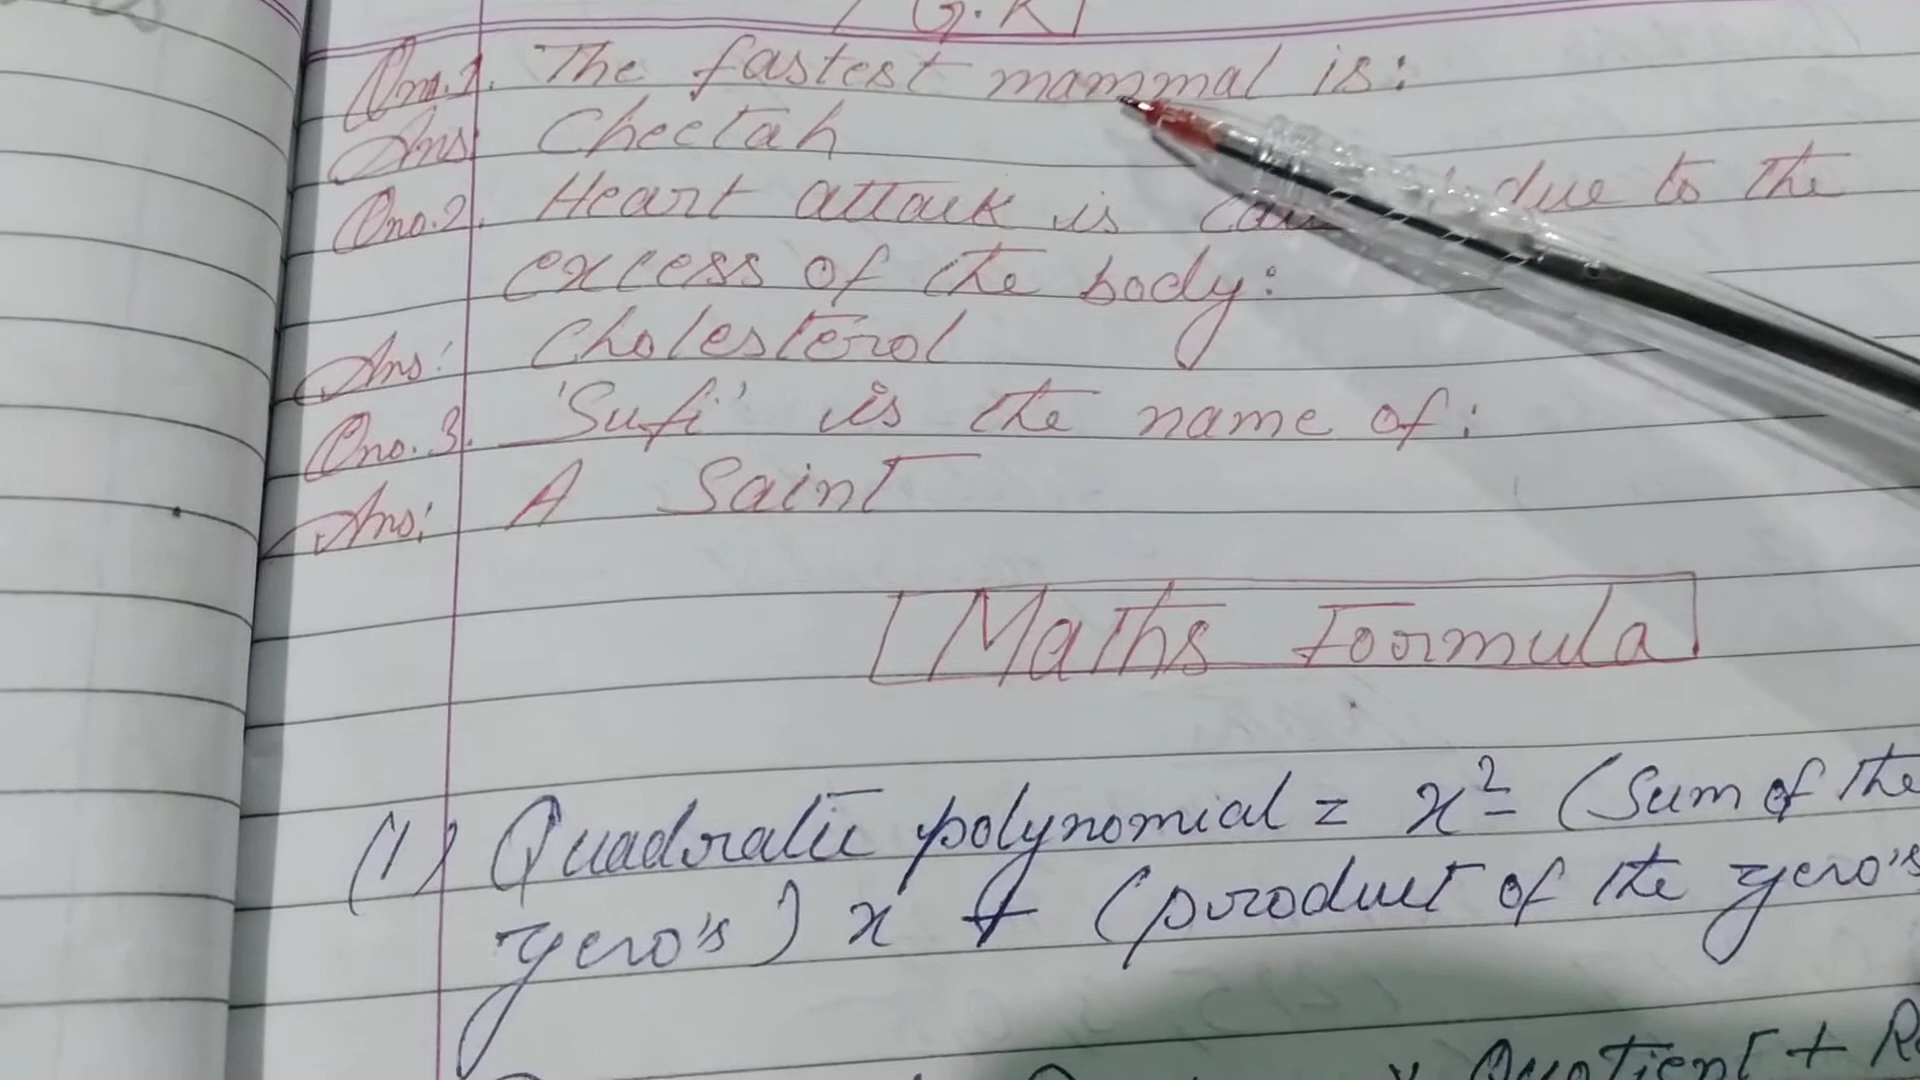 G.K
Qno.1. The fastest mammal is:
Ans: Cheetah
Qno.2. Heart attack is due to the
excess of the body:
Ans: Cholesterol
Qno.3. 'Sufi' is the name of:
Ans: A Saint
Maths Formula
(1) Quadratic polynomial = x² - (Sum of the
zero's) x + (product of the zero's
x Quotient +